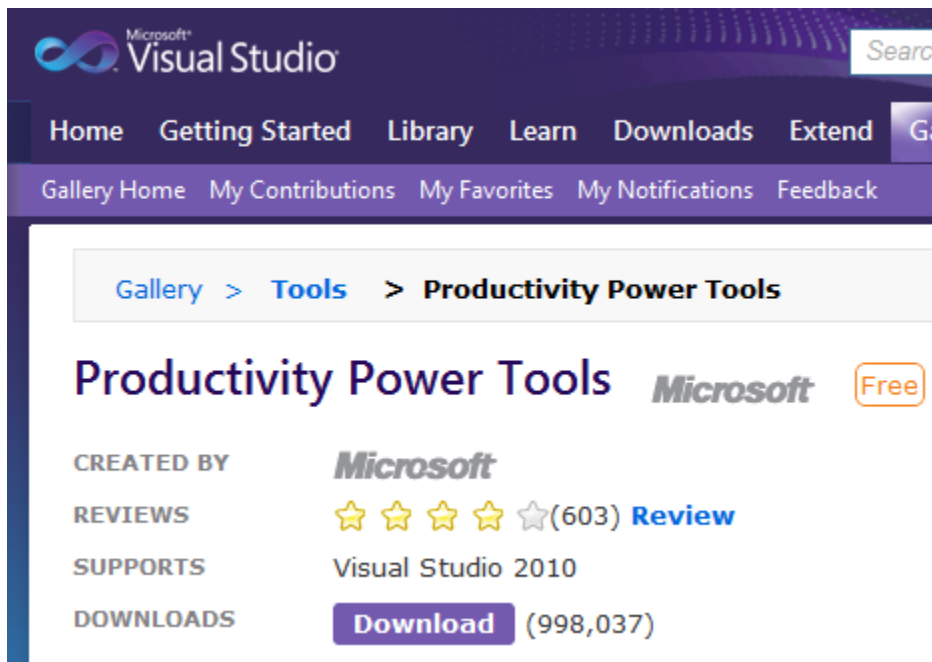 Microsoft®
Visual Studio®
Searc
Home Getting Started Library Learn Downloads Extend Ga
Gallery Home My Contributions My Favorites My Notifications Feedback
Gallery > Tools > Productivity Power Tools
Productivity Power Tools Microsoft Free
CREATED BY Microsoft
REVIEWS (603) Review
SUPPORTS Visual Studio 2010
DOWNLOADS Download (998,037)